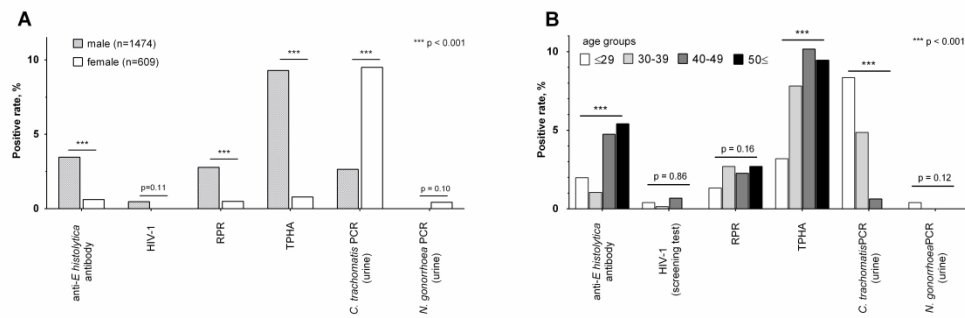 A
male (n=1474)
female (n=609)
*** p < 001
Positive rate, %
10
5
0
***
p=0.11
***
***
***
p = 0.10
anti-E histolytica
antibody
HIV-1
RPR
TPHA
C. trachomatis PCR
(urine)
N. gonorrhoea PCR
(urine)
B
age groups
≤29
30-39
40-49
50≤
*** p < 0.001
Positive rate, %
10
5
0
***
p = 0.86
p = 0.16
***
***
p = 0.12
anti-E histolytica
antibody
HIV-1
(screening test)
RPR
TPHA
C. trachomatisPCR
(urine)
N. gonorrhoeaPCR
(urine)